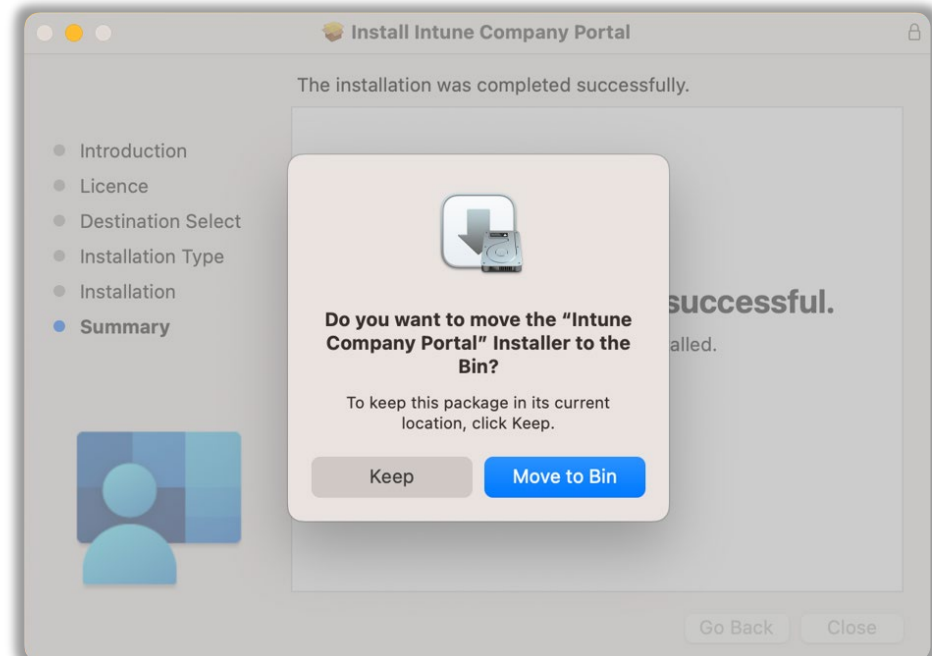 Install Intune Company Portal
The installation was completed successfully.
Introduction
Licence
Destination Select
Installation Type
Installation
Summary
successful.
alled.
Do you want to move the “Intune
Company Portal” Installer to the
Bin?
To keep this package in its current
location, click Keep.
Keep Move to Bin
Go Back Close